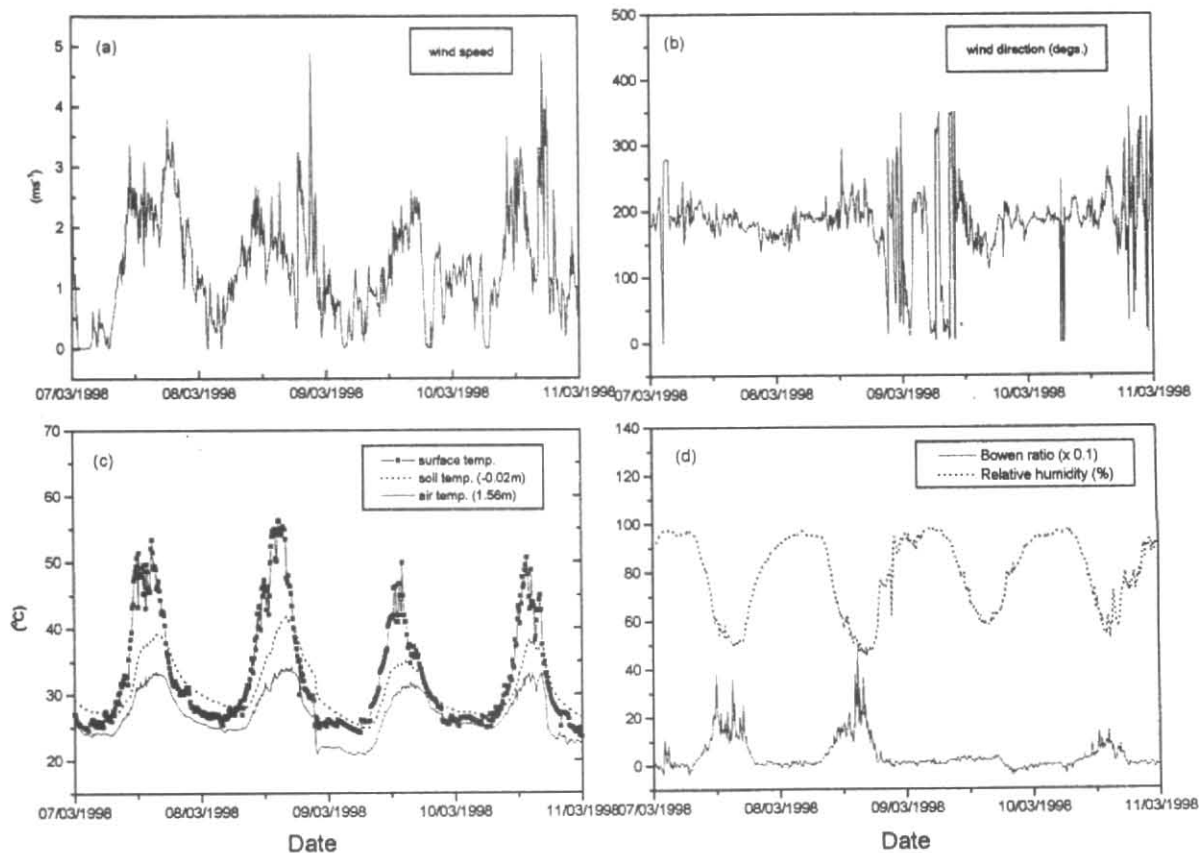 (a)
wind speed
5
4
3
2
1
0
(ms⁻¹)
07/03/1998 08/03/1998 09/03/1998 10/03/1998 11/03/1998
(b)
wind direction (degs.)
500
400
300
200
100
0
07/03/1998 08/03/1998 09/03/1998 10/03/1998 11/03/1998
(c)
surface temp.
soil temp. (-0.02m)
air temp. (1.56m)
70
60
50
40
30
20
(ºC)
07/03/1998 08/03/1998 09/03/1998 10/03/1998 11/03/1998
Date
(d)
Bowen ratio (x 0.1)
Relative humidity (%)
140
120
100
80
60
40
20
0
07/03/1998 08/03/1998 09/03/1998 10/03/1998 11/03/1998
Date